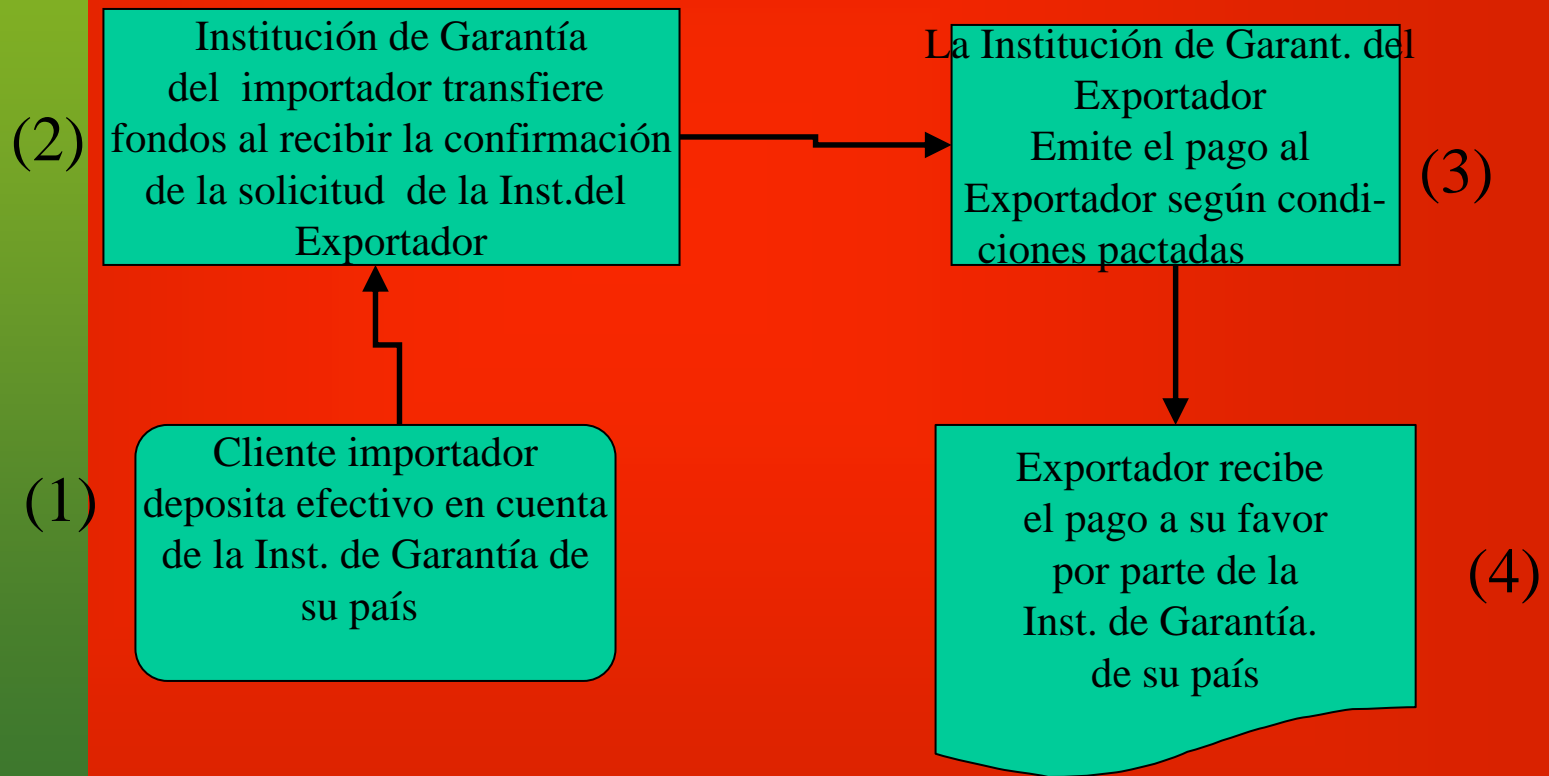 Institución de Garantía
del importador transfiere
fondos al recibir la confirmación
de la solicitud de la Inst.del
Exportador
(2)
La Institución de Garant. del
Exportador
Emite el pago al
Exportador según condi-
ciones pactadas
(3)
Cliente importador
deposita efectivo en cuenta
de la Inst. de Garantía de
su país
(1)
Exportador recibe
el pago a su favor
por parte de la
Inst. de Garantía.
de su país
(4)